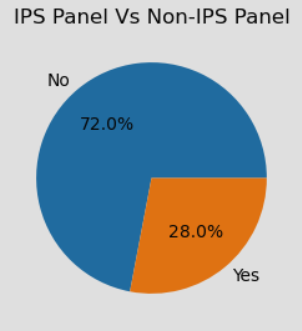 IPS Panel Vs Non-IPS Panel
No
72.0%
28.0%
Yes